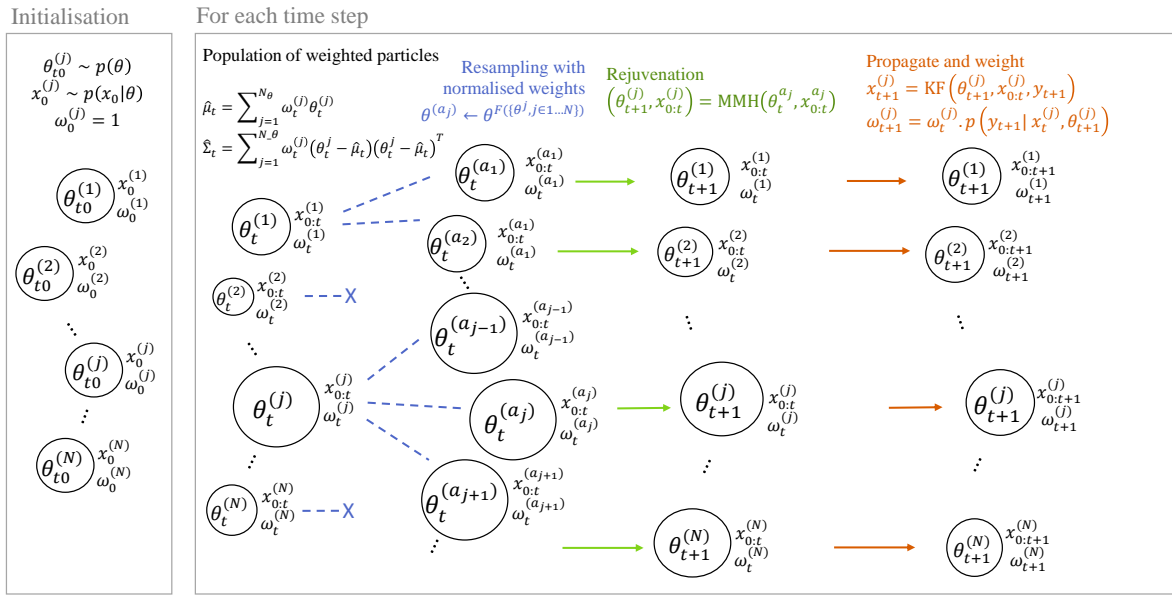 Initialisation
θ_{t0}^{(j)} ∼ p(θ)
x_0^{(j)} ∼ p(x_0|θ)
ω_0^{(j)} = 1
θ_{t0}^{(1)} x_0^{(1)} ω_0^{(1)}
θ_{t0}^{(2)} x_0^{(2)} ω_0^{(2)}
...
θ_{t0}^{(j)} x_0^{(j)} ω_0^{(j)}
...
θ_{t0}^{(N)} x_0^{(N)} ω_0^{(N)}
For each time step
Population of weighted particles
μ̂_t = ∑_{j=1}^{N_θ} ω_t^{(j)} θ_t^{(j)}
Σ̂_t = ∑_{j=1}^{N_θ} ω_t^{(j)} (θ_t^j − μ̂_t)(θ_t^j − μ̂_t)^T
θ_t^{(1)} x_{0:t}^{(1)} ω_t^{(1)}
θ_t^{(2)} x_{0:t}^{(2)} ω_t^{(2)} X
...
θ_t^{(j)} x_{0:t}^{(j)} ω_t^{(j)}
...
θ_t^{(N)} x_{0:t}^{(N)} ω_t^{(N)} X
Resampling with
normalised weights
θ^{(a_j)} ← θ^{F({θ^j, j∈1…N})}
θ_t^{(a_1)} x_{0:t}^{(a_1)} ω_t^{(a_1)}
θ_t^{(a_2)} x_{0:t}^{(a_1)} ω_t^{(a_1)}
...
θ_t^{(a_{j−1})} x_{0:t}^{(a_{j−1})} ω_t^{(a_{j−1})}
θ_t^{(a_j)} x_{0:t}^{(a_j)} ω_t^{(a_j)}
θ_t^{(a_{j+1})} x_{0:t}^{(a_{j+1})} ω_t^{(a_{j+1})}
...
Rejuvenation
(θ_{t+1}^{(j)}, x_{0:t}^{(j)}) = MMH(θ_t^{a_j}, x_{0:t}^{a_j})
θ_{t+1}^{(1)} x_{0:t}^{(1)} ω_t^{(1)}
θ_{t+1}^{(2)} x_{0:t}^{(2)} ω_t^{(2)}
...
θ_{t+1}^{(j)} x_{0:t}^{(j)} ω_t^{(j)}
...
θ_{t+1}^{(N)} x_{0:t}^{(N)} ω_t^{(N)}
Propagate and weight
x_{t+1}^{(j)} = KF(θ_{t+1}^{(j)}, x_{0:t}^{(j)}, y_{t+1})
ω_{t+1}^{(j)} = ω_t^{(j)}. p(y_{t+1}| x_t^{(j)}, θ_{t+1}^{(j)})
θ_{t+1}^{(1)} x_{0:t+1}^{(1)} ω_{t+1}^{(1)}
θ_{t+1}^{(2)} x_{0:t+1}^{(2)} ω_{t+1}^{(2)}
...
θ_{t+1}^{(j)} x_{0:t+1}^{(j)} ω_{t+1}^{(j)}
...
θ_{t+1}^{(N)} x_{0:t+1}^{(N)} ω_{t+1}^{(N)}